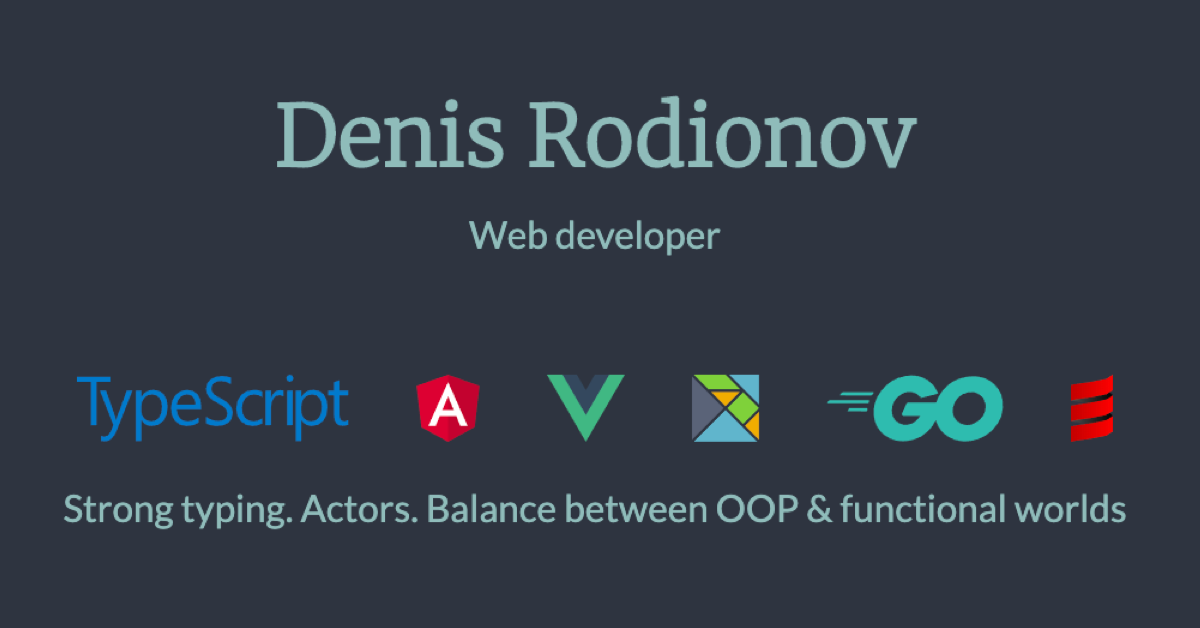 Denis Rodionov
Web developer
TypeScript A GO
Strong typing. Actors. Balance between OOP & functional worlds